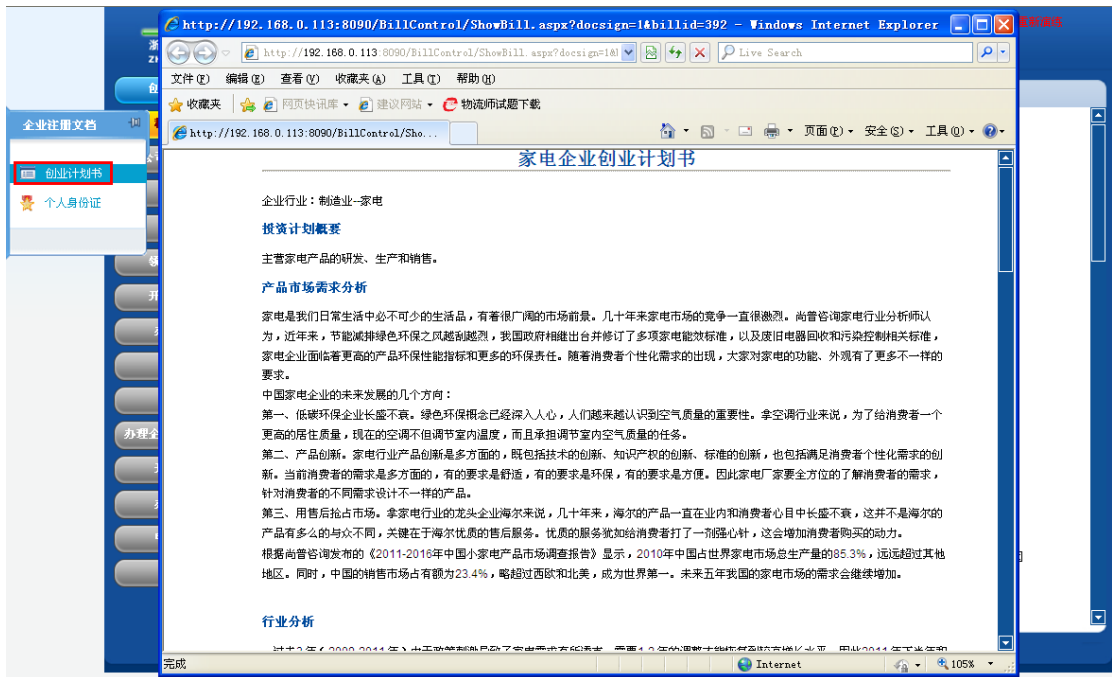 http://192.168.0.113:8090/BillControl/ShowBill.aspx?docsign=1&billid=392 - Windows Internet Explorer
http://192.168.0.113:8090/BillControl/ShowBill.aspx?docsign=1&l
Live Search
文件(F) 编辑(E) 查看(V) 收藏夹(A) 工具(T) 帮助(H)
收藏夹 网页快讯库 建议网站 物流师试题下载
http://192.168.0.113:8090/BillControl/Sho...
页面(P) 安全(S) 工具(O)
企业注册文档
创业计划书
个人身份证
办理企
家电企业创业计划书
企业行业：制造业--家电
投资计划概要
主营家电产品的研发、生产和销售。
产品市场需求分析
家电是我们日常生活中必不可少的生活品，有着很广阔的市场前景。几十年来家电市场的竞争一直很激烈。尚普咨询家电行业分析师认
为，近年来，节能减排绿色环保之风越刮越烈，我国政府相继出台并修订了多项家电能效标准，以及废旧电器回收和污染控制相关标准，
家电企业面临着更高的产品环保性能指标和更多的环保责任。随着消费者个性化需求的出现，大家对家电的功能、外观有了更多不一样的
要求。
中国家电企业的未来发展的几个方向：
第一、低碳环保企业长盛不衰。绿色环保概念已经深入人心，人们越来越认识到空气质量的重要性。拿空调行业来说，为了给消费者一个
更高的居住质量，现在的空调不但调节室内温度，而且承担调节室内空气质量的任务。
第二、产品创新。家电行业产品创新是多方面的，既包括技术的创新、知识产权的创新、标准的创新，也包括满足消费者个性化需求的创
新。当前消费者的需求是多方面的，有的要求是舒适，有的要求是环保，有的要求是方便。因此家电厂家要全方位的了解消费者的需求，
针对消费者的不同需求设计不一样的产品。
第三、用售后抢占市场。拿家电行业的龙头企业海尔来说，几十年来，海尔的产品一直在业内和消费者心目中长盛不衰，这并不是海尔的
产品有多么的与众不同，关键在于海尔优质的售后服务。优质的服务犹如给消费者打了一剂强心针，这会增加消费者购买的动力。
根据尚普咨询发布的《2011-2016年中国小家电产品市场调查报告》显示，2010年中国占世界家电市场总生产量的85.3%，远远超过其他
地区。同时，中国的销售市场占有额为23.4%，略超过西欧和北美，成为世界第一。未来五年我国的家电市场的需求会继续增加。
行业分析
完成
Internet
105%